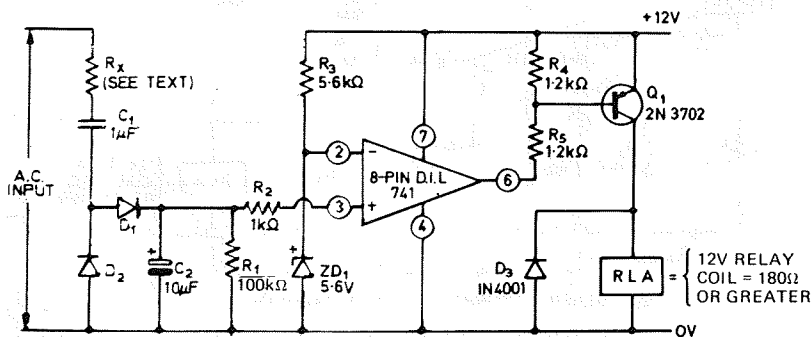 +12V
RX
(SEE TEXT)
C1
1µF
A.C.
INPUT
D1
D2
+
C2
10µF
R1
100kΩ
R2
1kΩ
R3
5·6kΩ
2
-
3
+
7
8-PIN D.I.L
741
4
6
ZD1
5.6V
R4
1·2kΩ
R5
1·2kΩ
Q1
2N 3702
D3
IN4001
RLA
=
12V RELAY
COIL = 180Ω
OR GREATER
0V